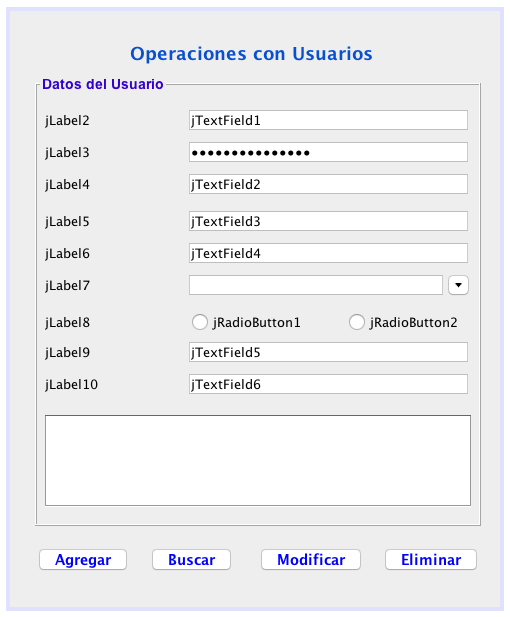 Operaciones con Usuarios
Datos del Usuario
jLabel2 jTextField1
jLabel3 ●●●●●●●●●●●●●●●
jLabel4 jTextField2
jLabel5 jTextField3
jLabel6 jTextField4
jLabel7
jLabel8 jRadioButton1 jRadioButton2
jLabel9 jTextField5
jLabel10 jTextField6
Agregar Buscar Modificar Eliminar